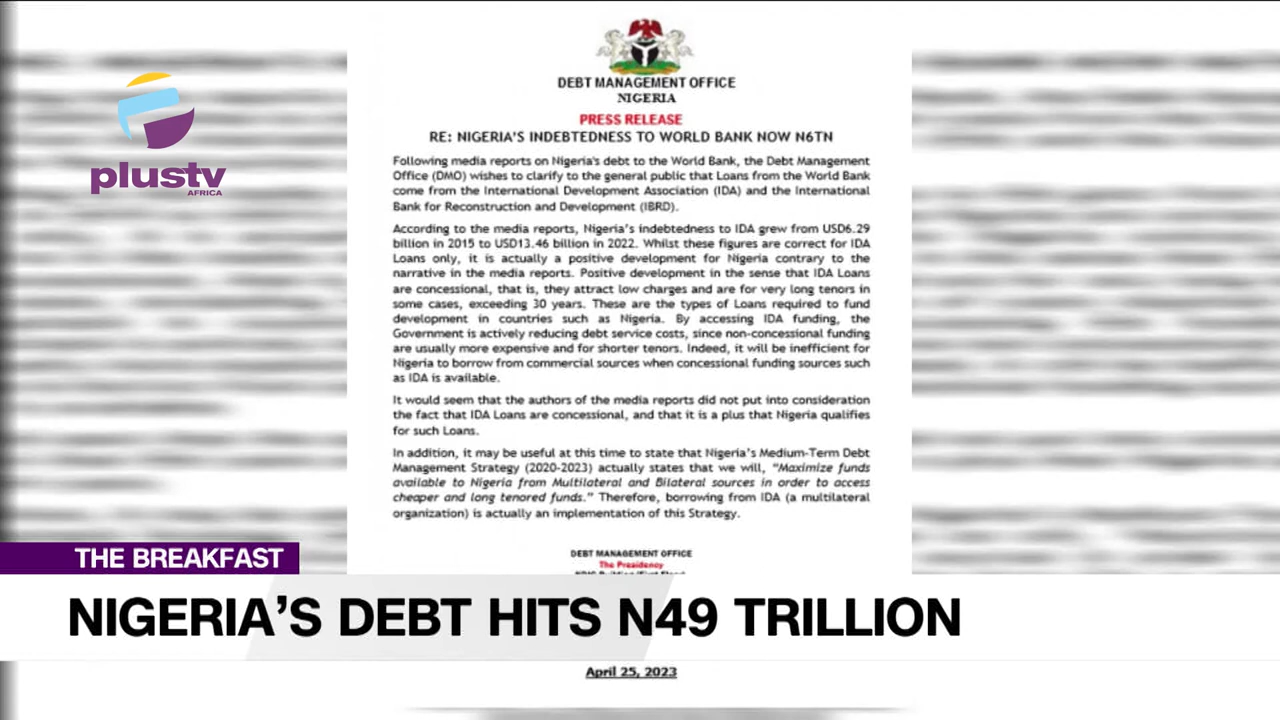 plustv
AFRICA
DEBT MANAGEMENT OFFICE
NIGERIA
PRESS RELEASE
RE: NIGERIA'S INDEBTEDNESS TO WORLD BANK NOW N6TN
Following media reports on Nigeria's debt to the World Bank, the Debt Management
Office (DMO) wishes to clarify to the general public that Loans from the World Bank
come from the International Development Association (IDA) and the International
Bank for Reconstruction and Development (IBRD).
According to the media reports, Nigeria's indebtedness to IDA grew from USD6.29
billion in 2015 to USD13.46 billion in 2022. Whilst these figures are correct for IDA
Loans only, it is actually a positive development for Nigeria contrary to the
narrative in the media reports. Positive development in the sense that IDA Loans
are concessional, that is, they attract low charges and are for very long tenors in
some cases, exceeding 30 years. These are the types of Loans required to fund
development in countries such as Nigeria. By accessing IDA funding, the
Government is actively reducing debt service costs, since non-concessional funding
are usually more expensive and for shorter tenors. Indeed, it will be inefficient for
Nigeria to borrow from commercial sources when concessional funding sources such
as IDA is available.
It would seem that the authors of the media reports did not put into consideration
the fact that IDA Loans are concessional, and that it is a plus that Nigeria qualifies
for such Loans.
In addition, it may be useful at this time to state that Nigeria's Medium-Term Debt
Management Strategy (2020-2023) actually states that we will, "Maximize funds
available to Nigeria from Multilateral and Bilateral sources in order to access
cheaper and long tenored funds." Therefore, borrowing from IDA (a multilateral
organization) is actually an implementation of this Strategy.
DEBT MANAGEMENT OFFICE
The Presidency
THE BREAKFAST
NIGERIA'S DEBT HITS N49 TRILLION
April 25, 2023